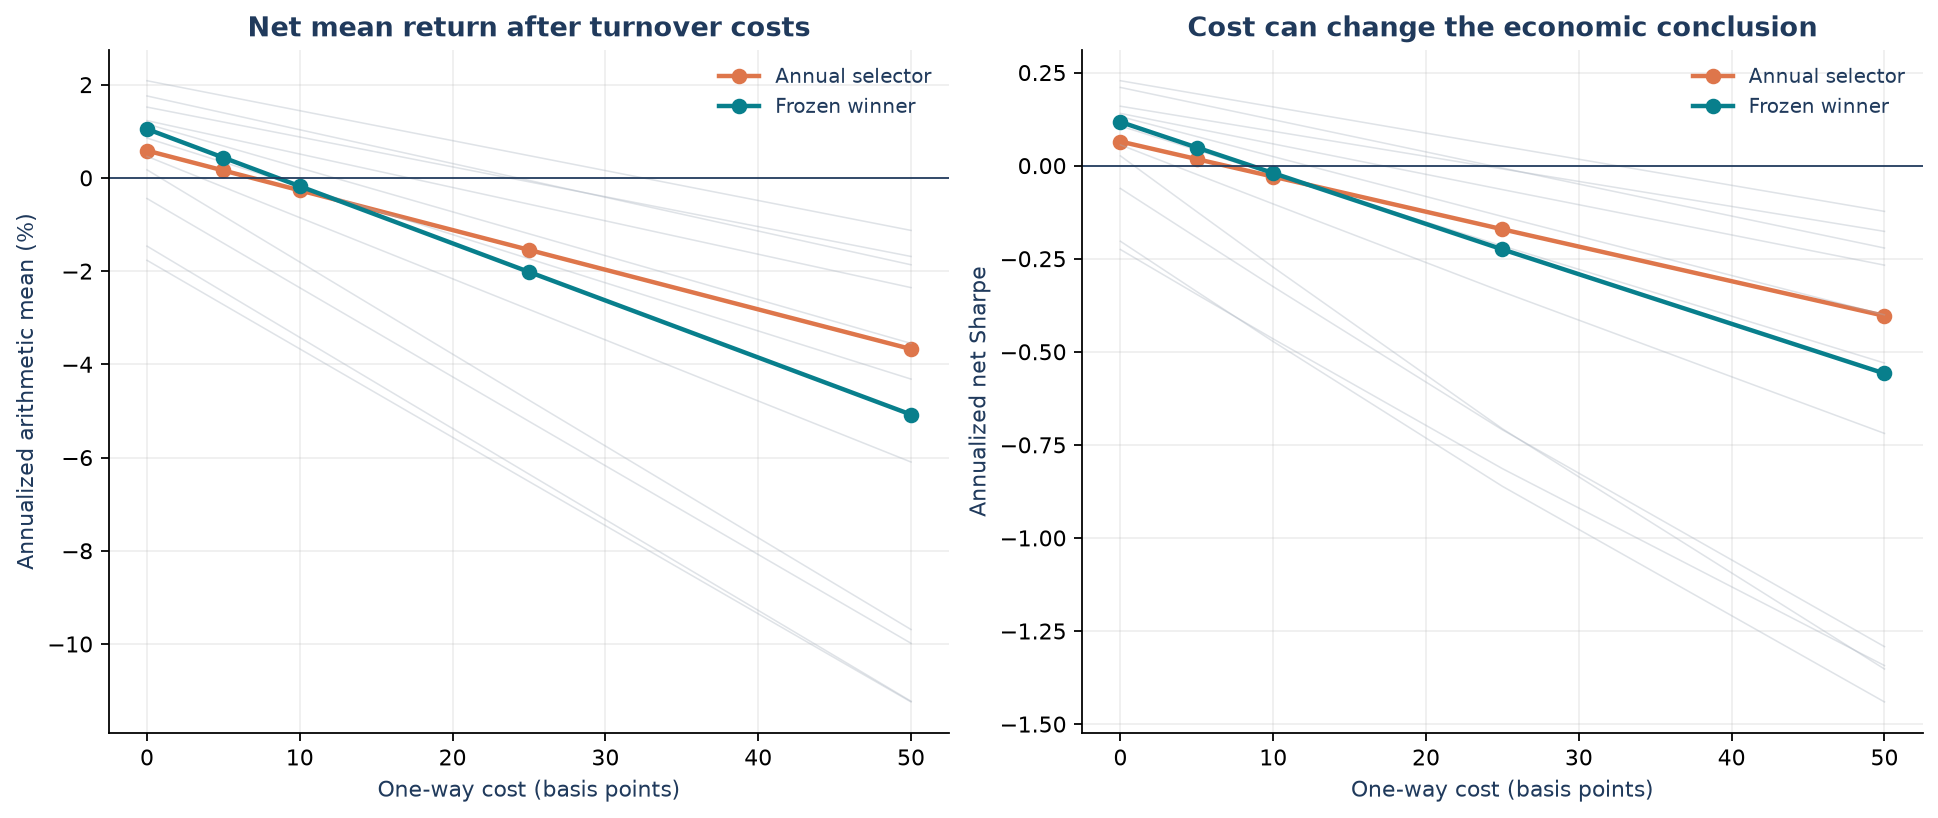 Net mean return after turnover costs
Annual selector
Frozen winner
Annualized arithmetic mean (%)
2
0
−2
−4
−6
−8
−10
0 10 20 30 40 50
One-way cost (basis points)
Cost can change the economic conclusion
Annual selector
Frozen winner
Annualized net Sharpe
0.25
0.00
−0.25
−0.50
−0.75
−1.00
−1.25
−1.50
0 10 20 30 40 50
One-way cost (basis points)